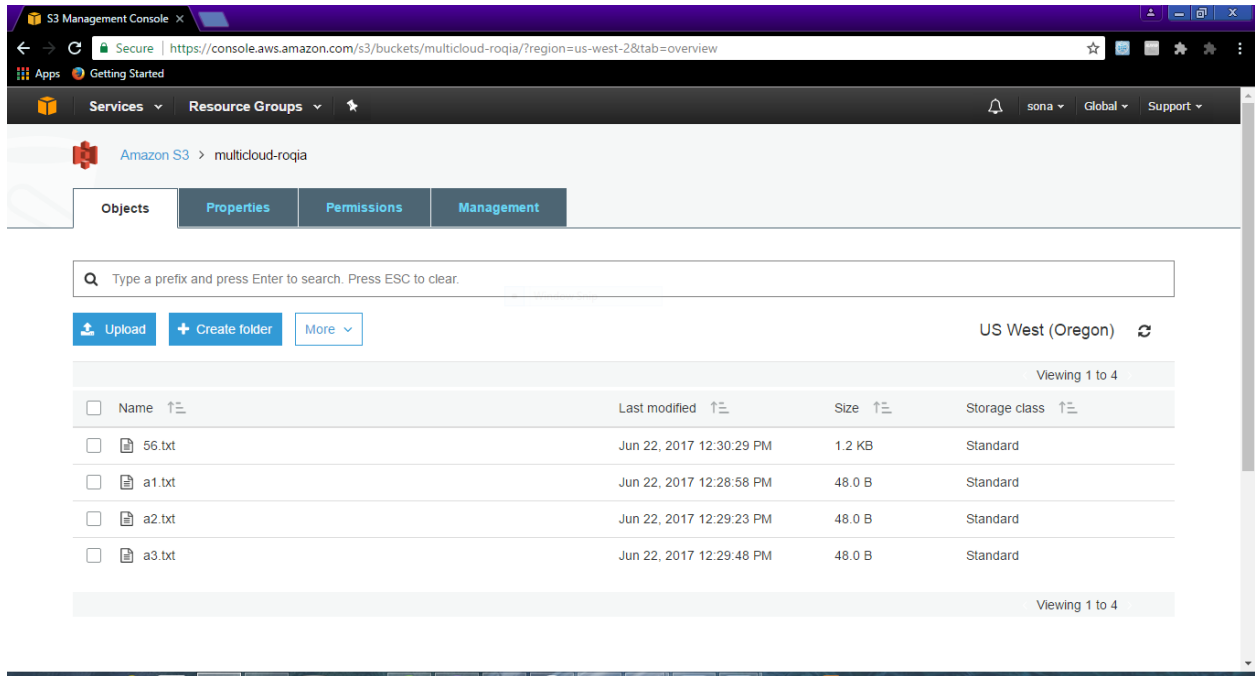 S3 Management Console
Secure | https://console.aws.amazon.com/s3/buckets/multicloud-roqia/?region=us-west-2&tab=overview
Apps Getting Started
Services Resource Groups sona Global Support
Amazon S3 > multicloud-roqia
Objects Properties Permissions Management
Type a prefix and press Enter to search. Press ESC to clear.
Upload Create folder More US West (Oregon)
Viewing 1 to 4
Name Last modified Size Storage class
56.txt Jun 22, 2017 12:30:29 PM 1.2 KB Standard
a1.txt Jun 22, 2017 12:28:58 PM 48.0 B Standard
a2.txt Jun 22, 2017 12:29:23 PM 48.0 B Standard
a3.txt Jun 22, 2017 12:29:48 PM 48.0 B Standard
Viewing 1 to 4